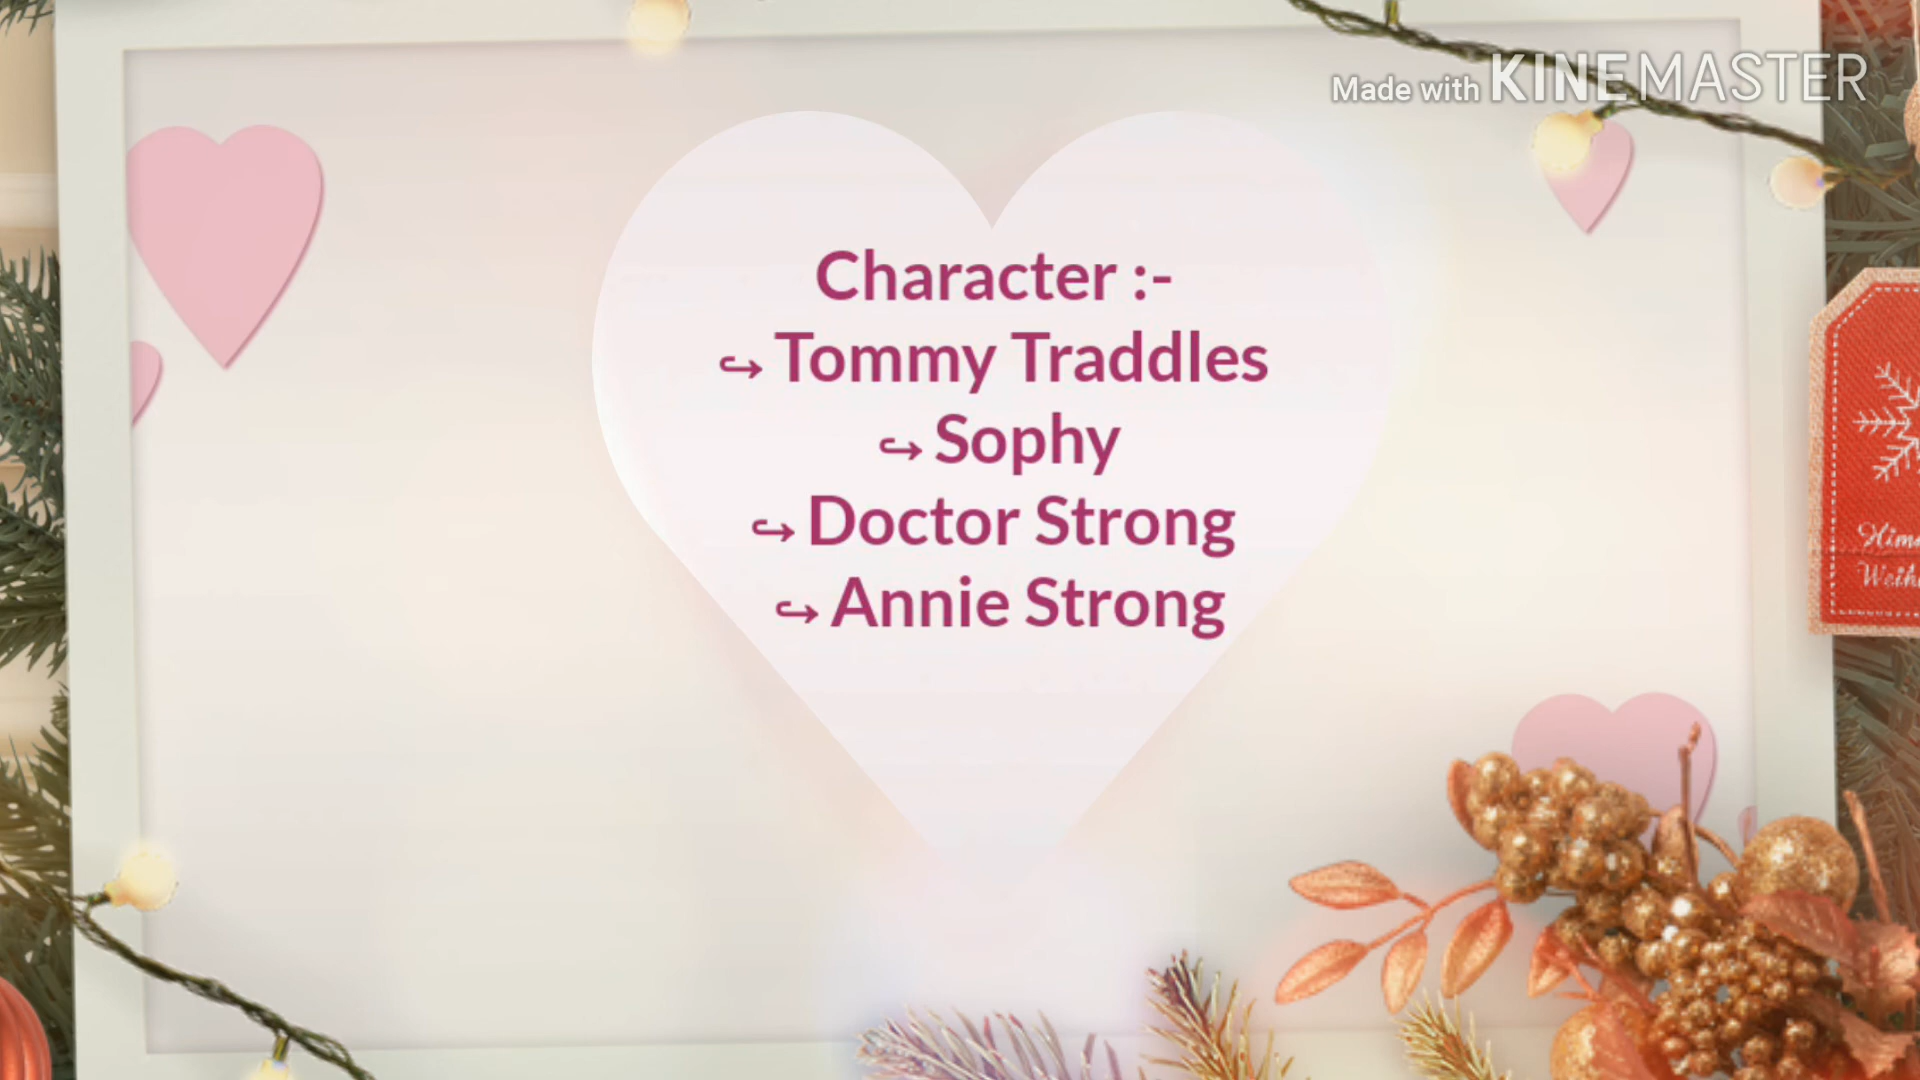 Made with KINEMASTER
Character :-
↪ Tommy Traddles
↪ Sophy
↪ Doctor Strong
↪ Annie Strong